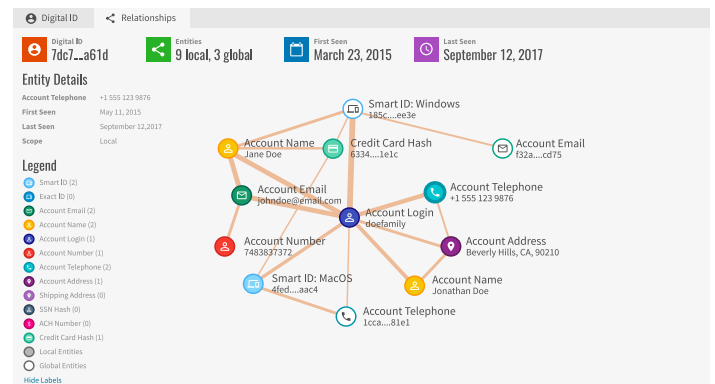 Digital ID
Relationships
Digital ID
7dc7...a61d
Entities
9 local, 3 global
First Seen
March 23, 2015
Last Seen
September 12, 2017
Entity Details
Account Telephone +1 555 123 9876
First Seen May 11, 2015
Last Seen September 12,2017
Scope Local
Legend
Smart ID (2)
Exact ID (0)
Account Email (2)
Account Name (2)
Account Login (1)
Account Number (1)
Account Telephone (2)
Account Address (1)
Shipping Address (0)
SSN Hash (0)
ACH Number (0)
Credit Card Hash (1)
Local Entities
Global Entities
Hide Labels
Smart ID: Windows
185c....ee3e
Account Name
Jane Doe
Credit Card Hash
6334....1e1c
Account Email
f32a....cd75
Account Email
johndoe@email.com
Account Telephone
+1 555 123 9876
Account Login
doefamily
Account Number
7483837372
Account Address
Beverly Hills, CA, 90210
Smart ID: MacOS
4fed....aac4
Account Name
Jonathan Doe
Account Telephone
1cca....81e1